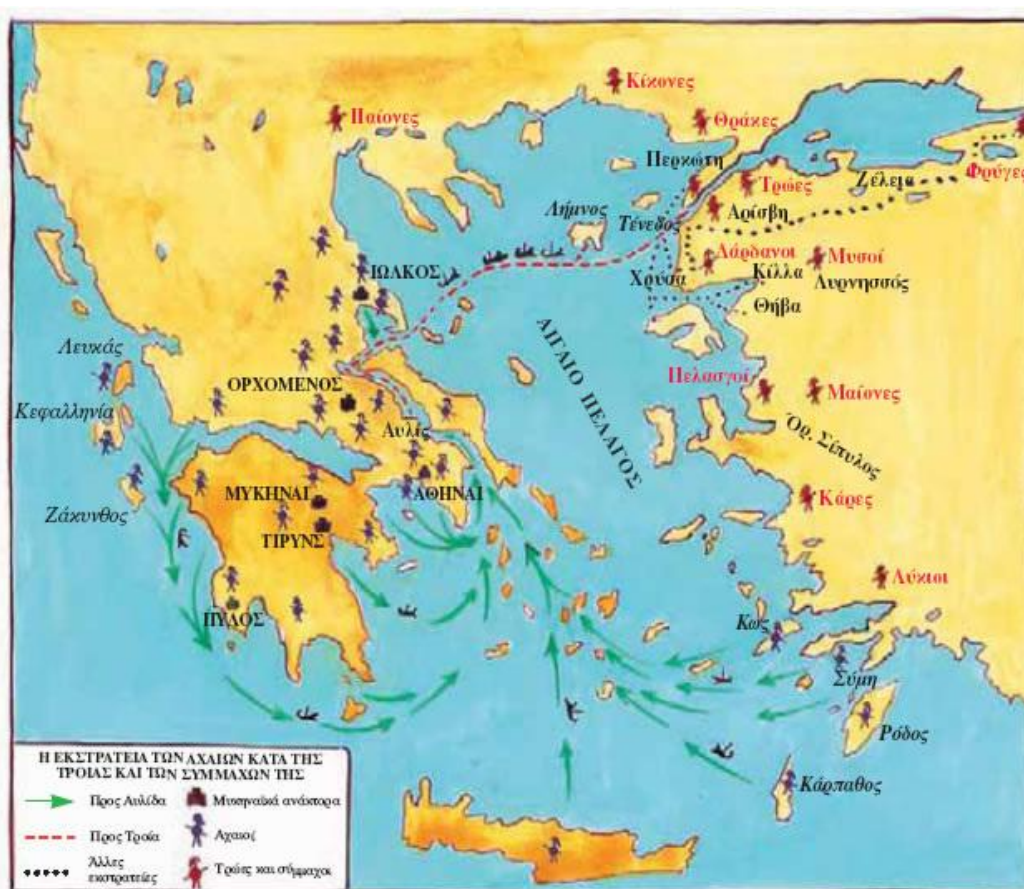 Κίκονες
Παίονες
Θράκες
Περκώτη
Τρώες
Ζέλεια
Φρύγες
Λήμνος
Τένεδος
Αρίσβη
ΙΩΛΚΟΣ
Δάρδανοι
Μυσοί
Χρύσα
Κίλλα
Λυρνησσός
Θήβα
ΑΙΓΑΙΟ ΠΕΛΑΓΟΣ
Λευκάς
ΟΡΧΟΜΕΝΟΣ
Πελασγοί
Μαίονες
Κεφαλληνία
Αυλίς
Όρ. Σίπυλος
ΜΥΚΗΝΑΙ
ΑΘΗΝΑΙ
Ζάκυνθος
ΤΙΡΥΝΣ
Κάρες
Λύκιοι
ΠΥΛΟΣ
Κως
Σύμη
Ρόδος
Κάρπαθος
Η ΕΚΣΤΡΑΤΕΙΑ ΤΩΝ ΑΧΑΙΩΝ ΚΑΤΑ ΤΗΣ
ΤΡΟΙΑΣ ΚΑΙ ΤΩΝ ΣΥΜΜΑΧΩΝ ΤΗΣ
Προς Αυλίδα
Μυκηναϊκά ανάκτορα
Προς Τροία
Αχαιοί
Άλλες
εκστρατείες
Τρώες και σύμμαχοι